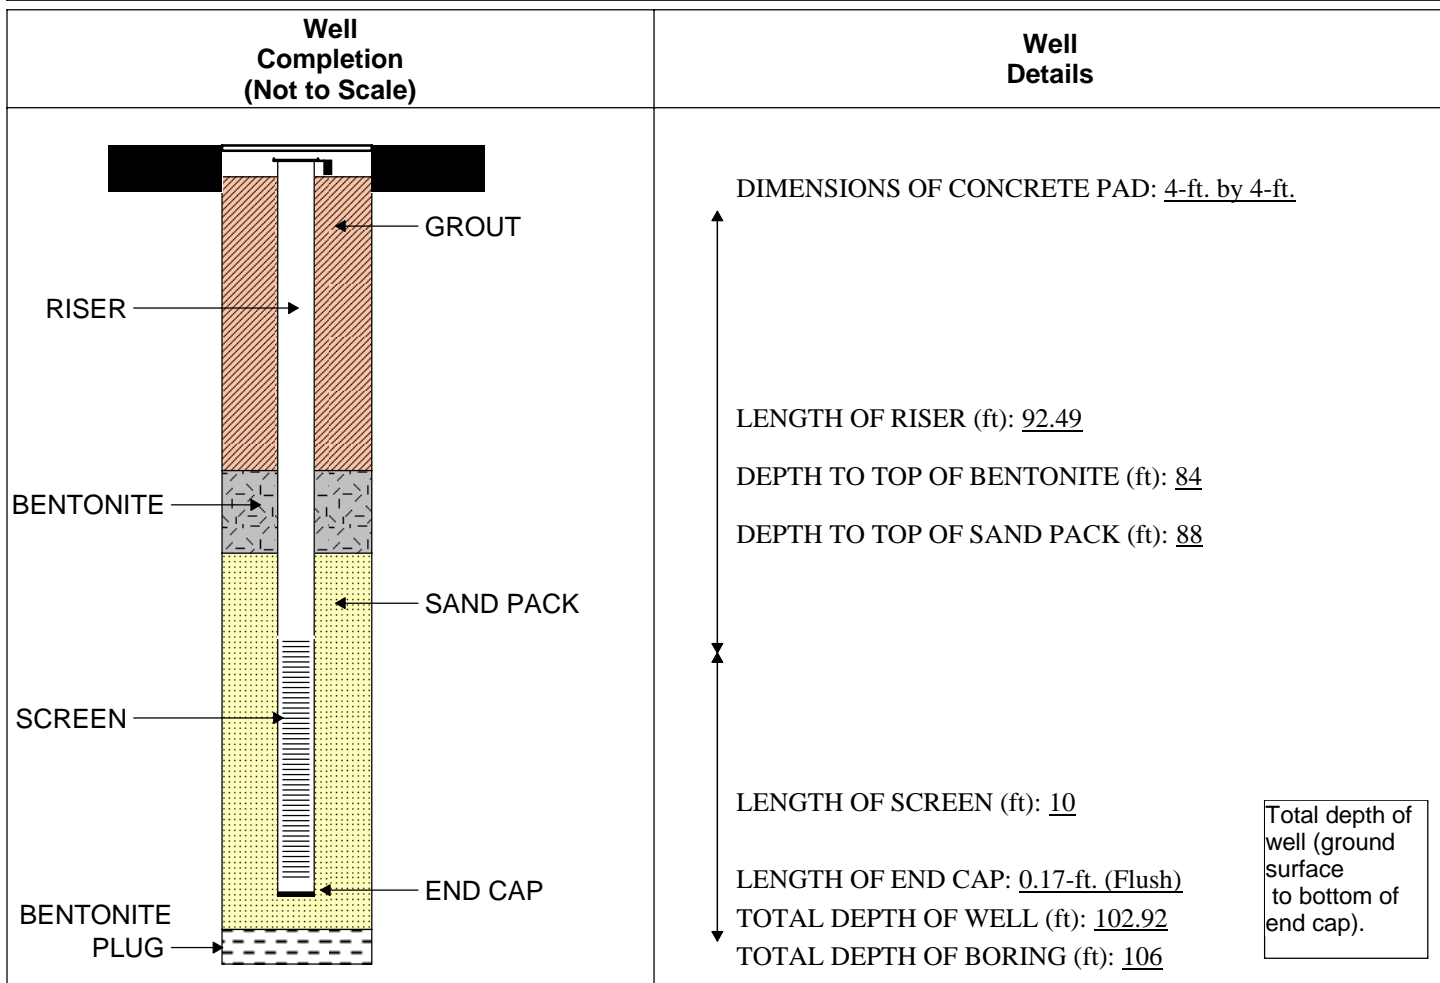 Well
Completion
(Not to Scale)
Well
Details
GROUT
RISER
BENTONITE
SAND PACK
SCREEN
END CAP
BENTONITE
PLUG
DIMENSIONS OF CONCRETE PAD: 4-ft. by 4-ft.
LENGTH OF RISER (ft): 92.49
DEPTH TO TOP OF BENTONITE (ft): 84
DEPTH TO TOP OF SAND PACK (ft): 88
LENGTH OF SCREEN (ft): 10
LENGTH OF END CAP: 0.17-ft. (Flush)
TOTAL DEPTH OF WELL (ft): 102.92
TOTAL DEPTH OF BORING (ft): 106
Total depth of
well (ground
surface
to bottom of
end cap).